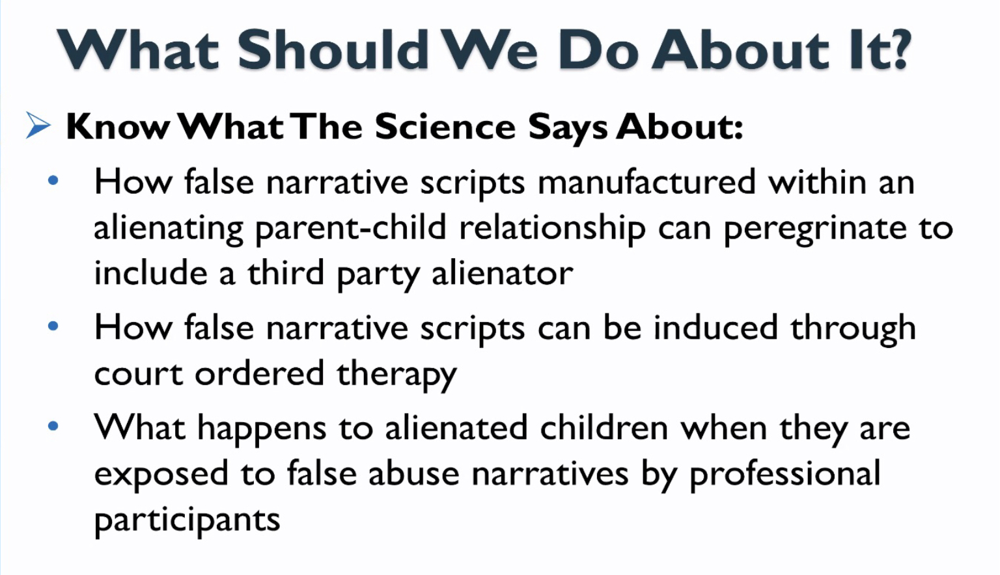 What Should We Do About It?
Know What The Science Says About:
• How false narrative scripts manufactured within an
alienating parent-child relationship can peregrinate to
include a third party alienator
• How false narrative scripts can be induced through
court ordered therapy
• What happens to alienated children when they are
exposed to false abuse narratives by professional
participants